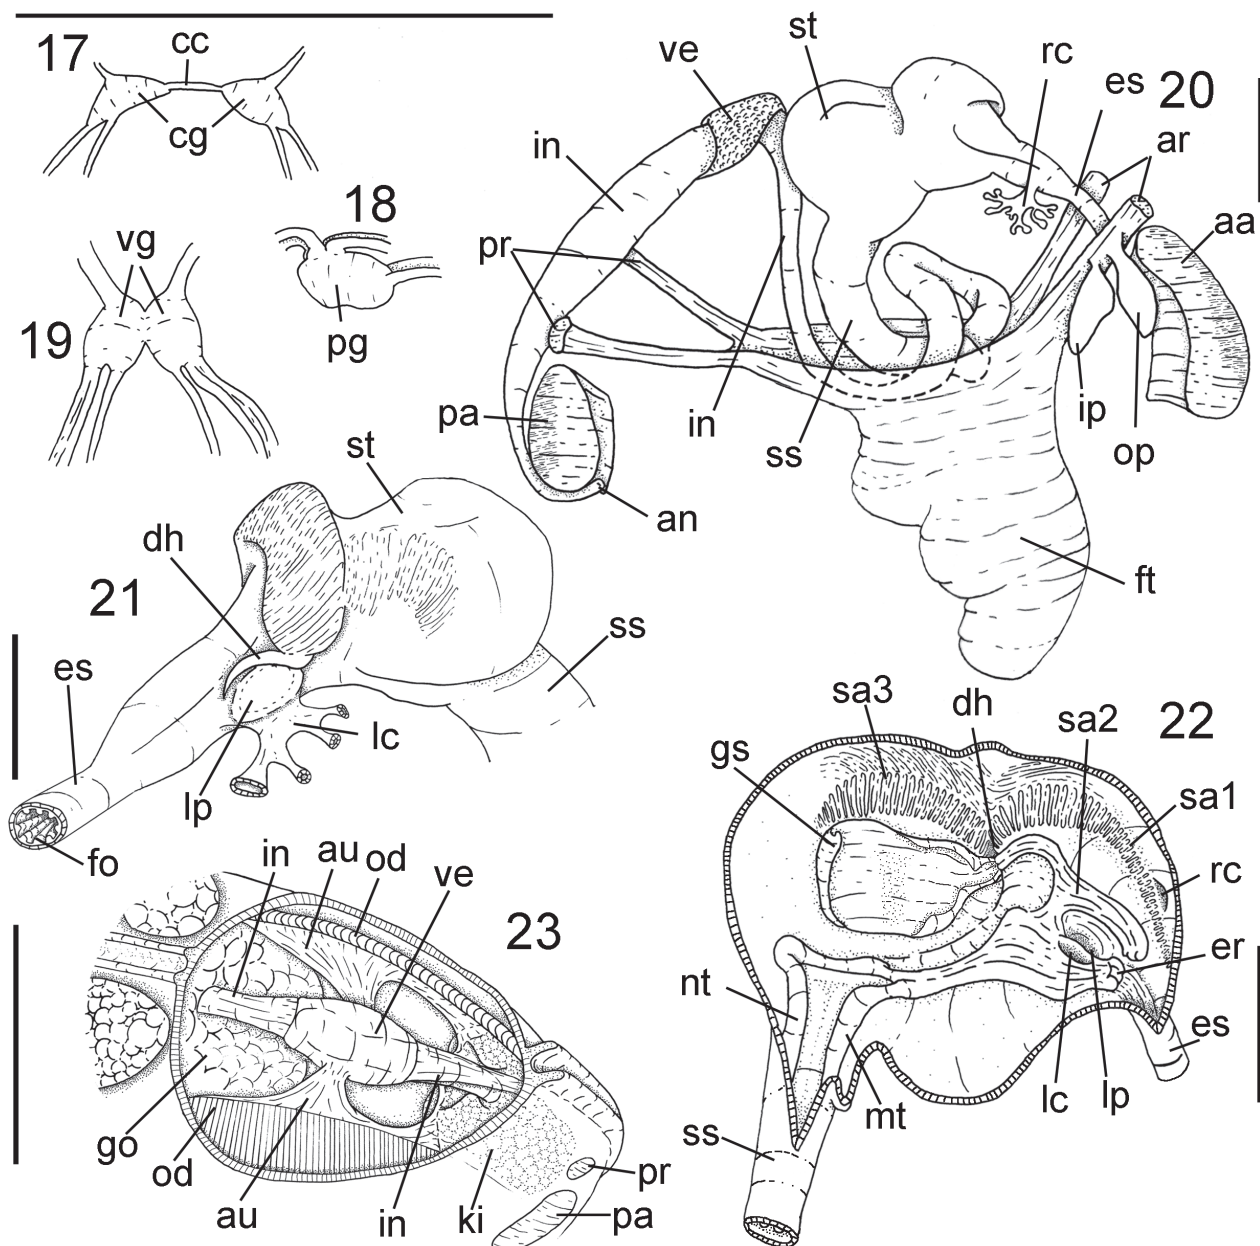 17
cc
cg
18
pg
vg
19
20
ve
st
rc
es
ar
in
aa
pr
pa
in
ss
ip
op
an
ft
21
st
dh
ss
es
lc
lp
fo
22
sa3
dh
sa2
gs
sa1
rc
er
nt
es
lc
lp
mt
ss
23
in
au
od
ve
go
od
au
in
ki
pr
pa